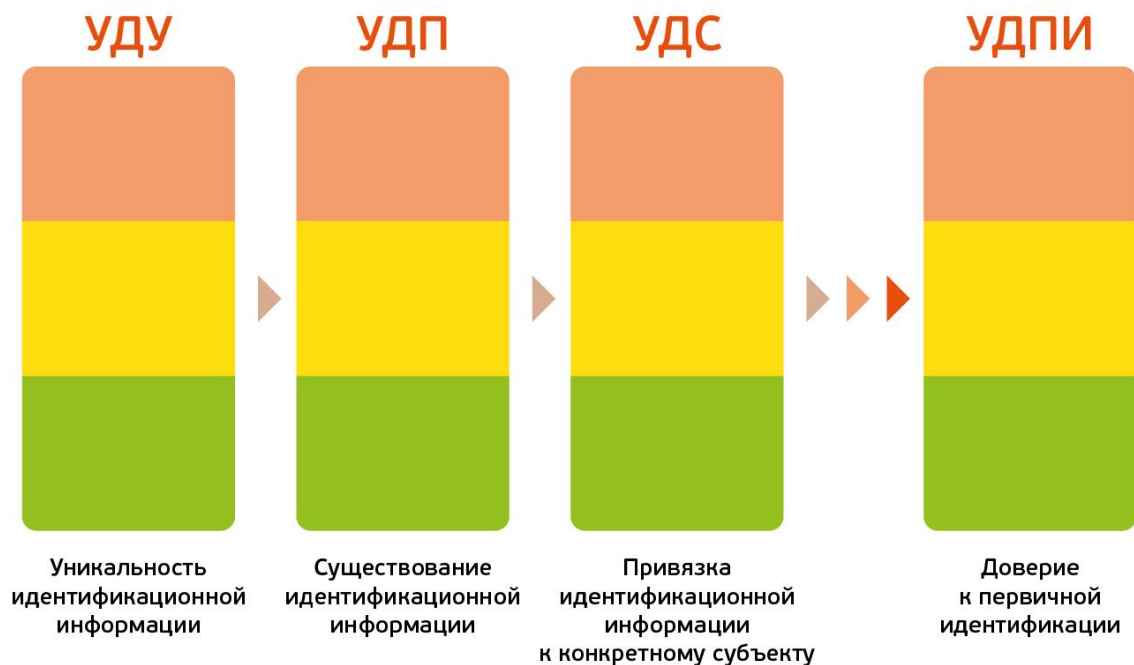 УДУ
УДП
УДС
УДПИ
Уникальность
идентификационной
информации
Существование
идентификационной
информации
Привязка
идентификационной
информации
к конкретному субъекту
Доверие
к первичной
идентификации